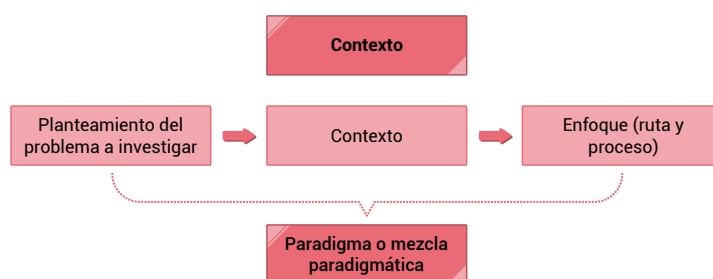 Contexto
Planteamiento del
problema a investigar
Contexto
Enfoque (ruta y
proceso)
Paradigma o mezcla
paradigmática